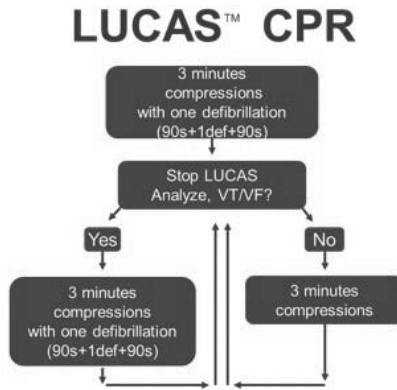 LUCAS™ CPR
3 minutes
compressions
with one defibrillation
(90s+1def+90s)
Stop LUCAS
Analyze, VT/VF?
Yes
No
3 minutes
compressions
with one defibrillation
(90s+1def+90s)
3 minutes
compressions